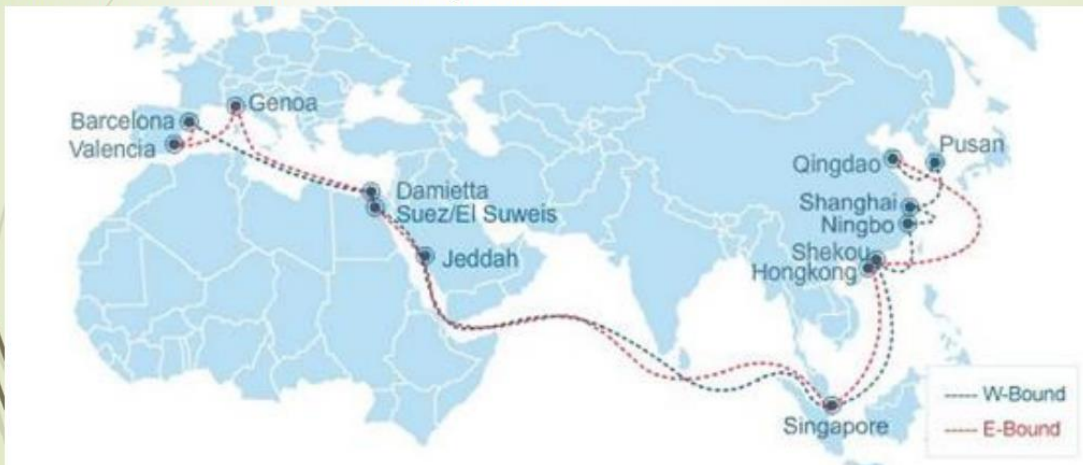 Genoa
Barcelona
Valencia
Damietta
Suez/El Suweis
Jeddah
Qingdao
Pusan
Shanghai
Ningbo
Shekou
Hongkong
Singapore
W-Bound
E-Bound